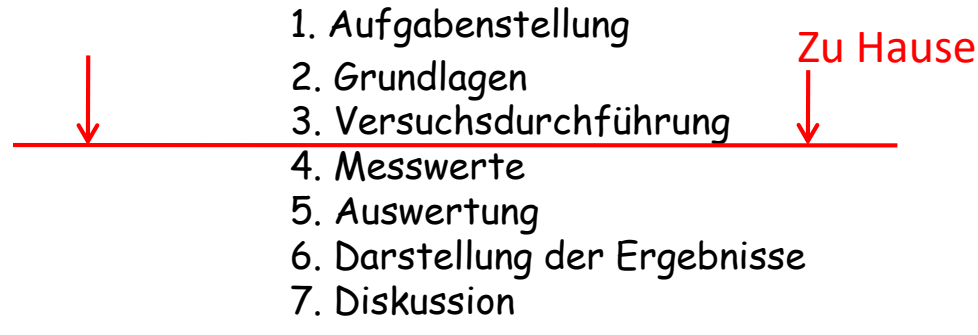 1. Aufgabenstellung
Zu Hause
2. Grundlagen
3. Versuchsdurchführung
4. Messwerte
5. Auswertung
6. Darstellung der Ergebnisse
7. Diskussion